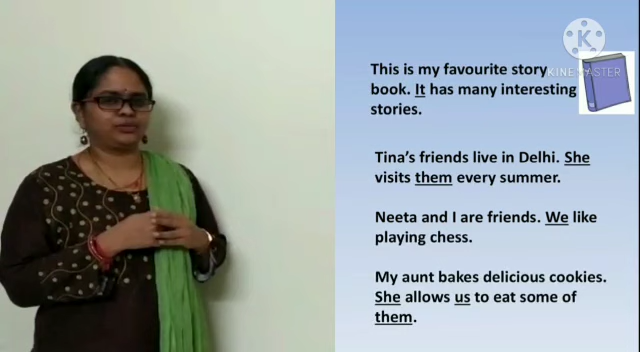 This is my favourite story
book. It has many interesting
stories.
Tina's friends live in Delhi. She
visits them every summer.
Neeta and I are friends. We like
playing chess.
My aunt bakes delicious cookies.
She allows us to eat some of
them.
K
KINEMASTER